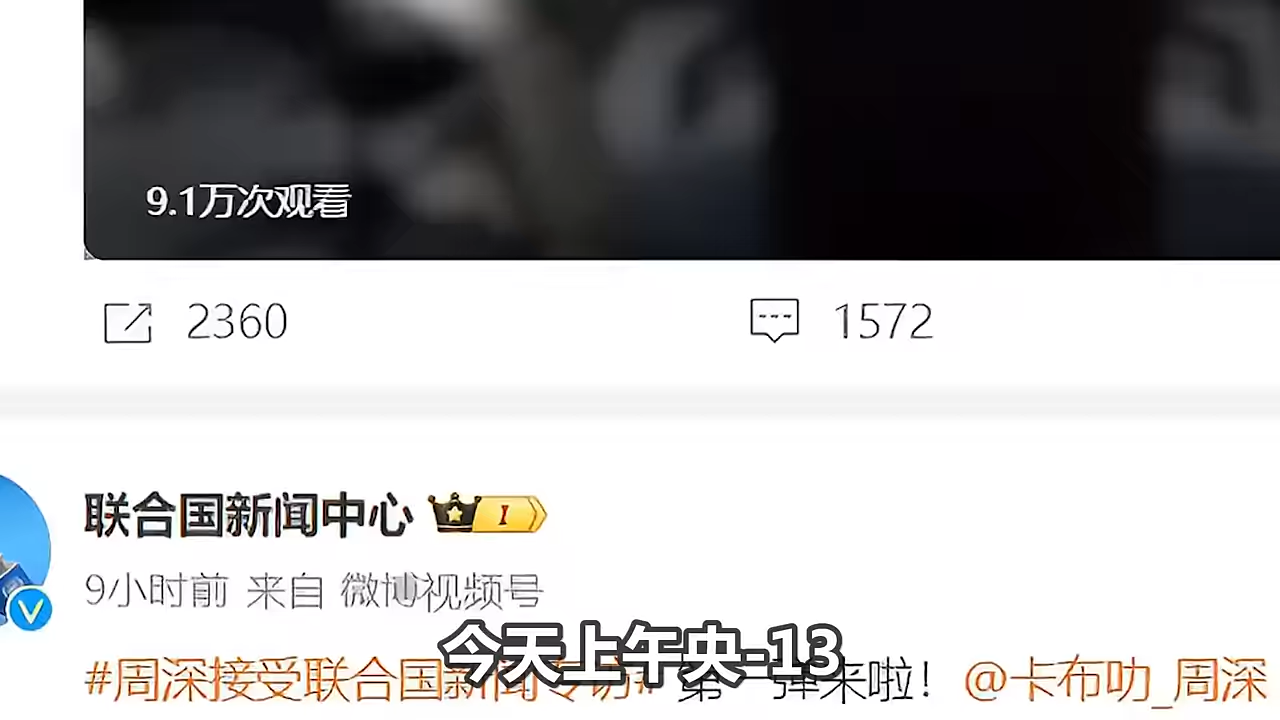 9.1万次观看
2360 1572
联合国新闻中心 I
9小时前 来自 微博视频号
今天上午央-13
#周深接受联合国新闻专访# 第一弹来啦！@卡布叻_周深